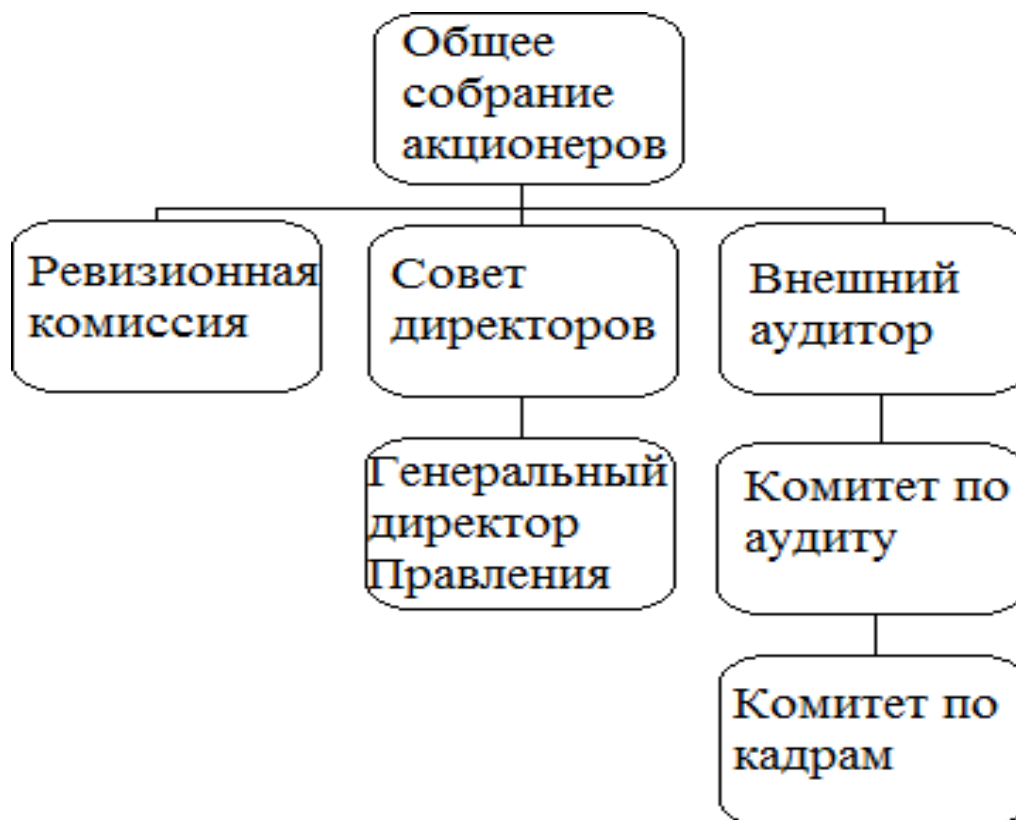 Общее
собрание
акционеров
Ревизионная
комиссия
Совет
директоров
Внешний
аудитор
Генеральный
директор
Правления
Комитет по
аудиту
Комитет по
кадрам